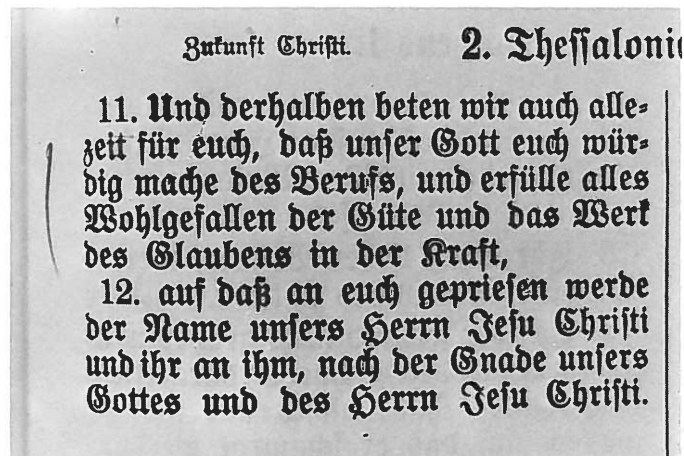 Zukunft Christi. 2. Thessaloni
11. Und derhalben beten wir auch alle-
zeit für euch, daß unser Gott euch wür-
dig mache des Berufs, und erfülle alles
Wohlgefallen der Güte und das Werk
des Glaubens in der Kraft,
12. auf daß an euch gepriesen werde
der Name unsers Herrn Jesu Christi
und ihr an ihm, nach der Gnade unsers
Gottes und des Herrn Jesu Christi.